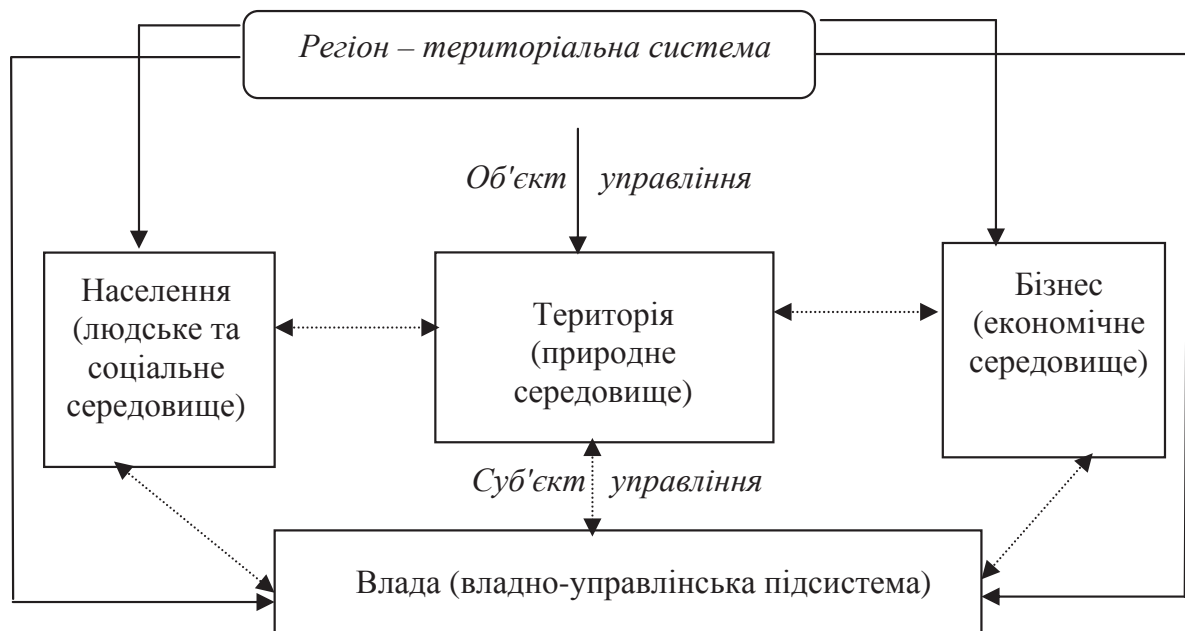 Регіон – територіальна система
Об'єкт управління
Населення
(людське та
соціальне
середовище)
Територія
(природне
середовище)
Бізнес
(економічне
середовище)
Суб'єкт управління
Влада (владно-управлінська підсистема)